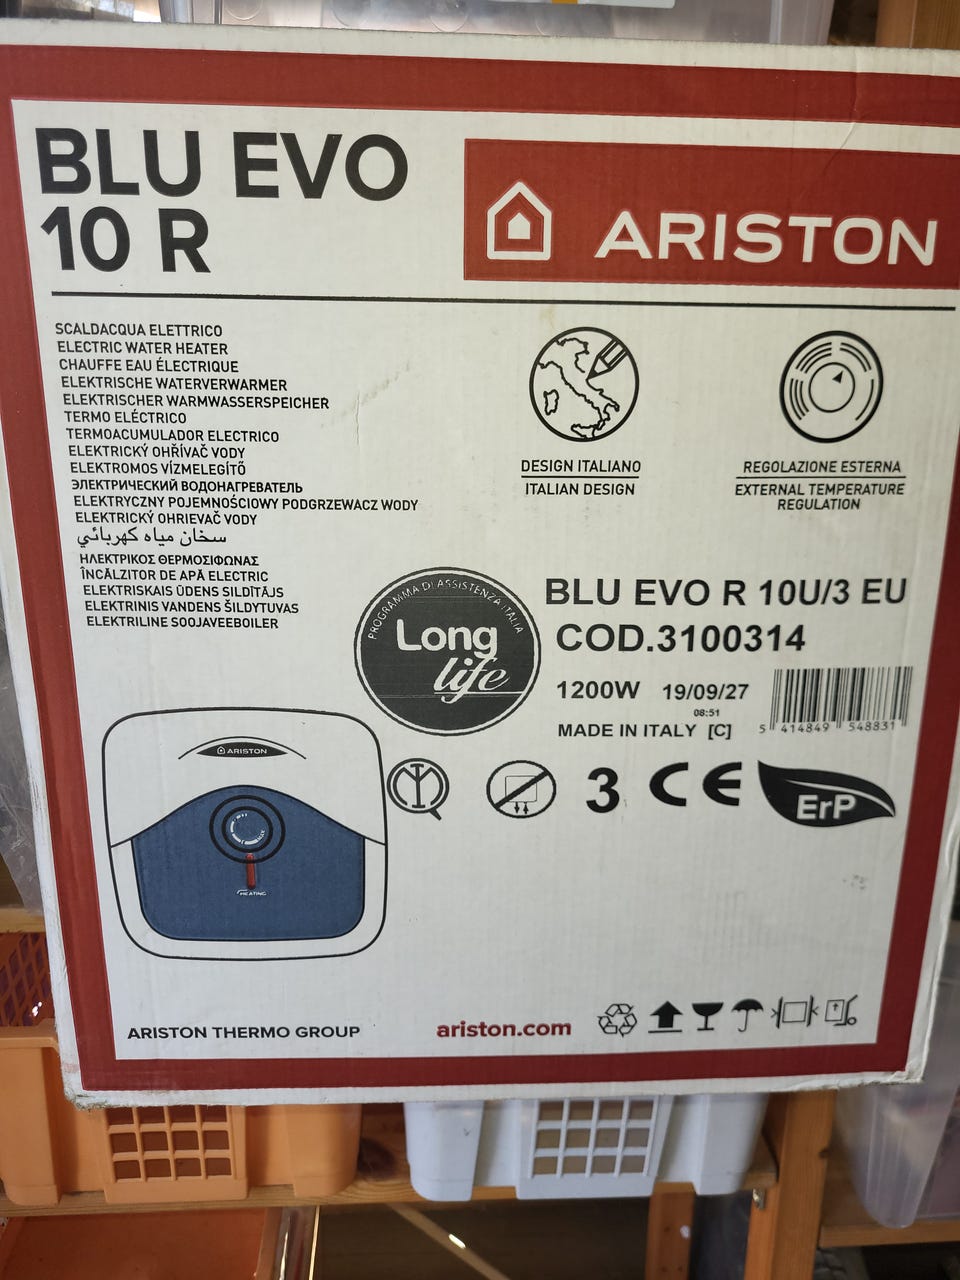 BLU EVO
10 R
ARISTON
SCALDACQUA ELETTRICO
ELECTRIC WATER HEATER
CHAUFFE EAU ÉLECTRIQUE
ELEKTRISCHE WATERVERWARMER
ELEKTRISCHER WARMWASSERSPEICHER
TERMO ELÉCTRICO
TERMOACUMULADOR ELECTRICO
ELEKTRICKÝ OHŘÍVAČ VODY
ELEKTROMOS VÍZMELEGÍTŐ
ЭЛЕКТРИЧЕСКИЙ ВОДОНАГРЕВАТЕЛЬ
ELEKTRYCZNY POJEMNOŚCIOWY PODGRZEWACZ WODY
ELEKTRICKÝ OHRIEVAČ VODY
سخان مياه كهربائي
ΗΛΕΚΤΡΙΚΟΣ ΘΕΡΜΟΣΙΦΩΝΑΣ
ÎNCĂLZITOR DE APĂ ELECTRIC
ELEKTRISKAIS ŪDENS SILDĪTĀJS
ELEKTRINIS VANDENS ŠILDYTUVAS
ELEKTRILINE SOOJAVEEBOILER
DESIGN ITALIANO
ITALIAN DESIGN
REGOLAZIONE ESTERNA
EXTERNAL TEMPERATURE
REGULATION
PROGRAMMA DI ASSISTENZA ITALIA
Long
life
BLU EVO R 10U/3 EU
COD.3100314
1200W 19/09/27
08:51
MADE IN ITALY [C]
5 414849 548831
3 CE ErP
ARISTON
MAX
HEATING
ARISTON THERMO GROUP
ariston.com